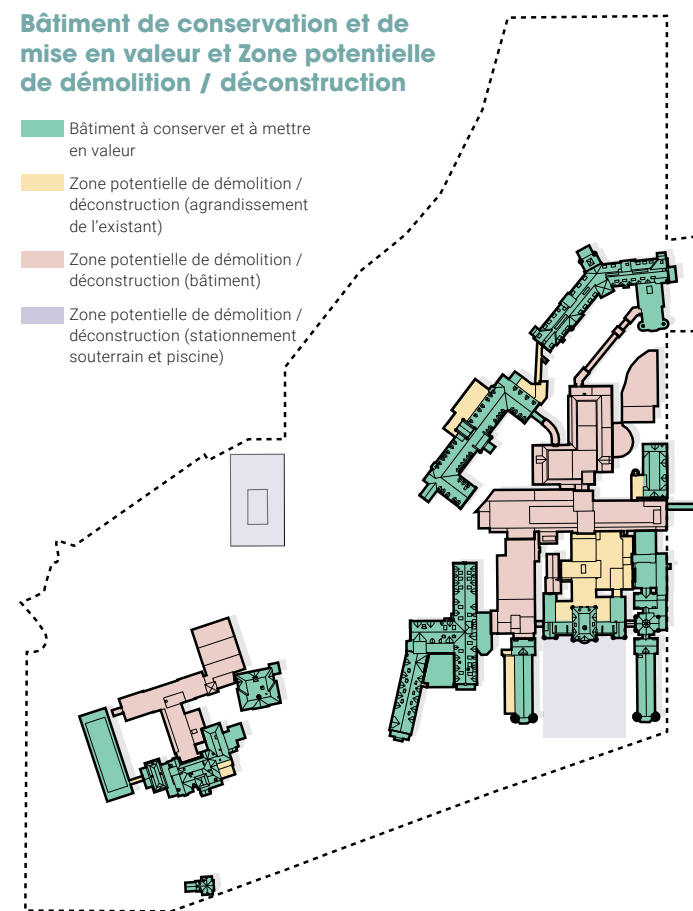 Bâtiment de conservation et de
mise en valeur et Zone potentielle
de démolition / déconstruction
Bâtiment à conserver et à mettre
en valeur
Zone potentielle de démolition /
déconstruction (agrandissement
de l’existant)
Zone potentielle de démolition /
déconstruction (bâtiment)
Zone potentielle de démolition /
déconstruction (stationnement
souterrain et piscine)